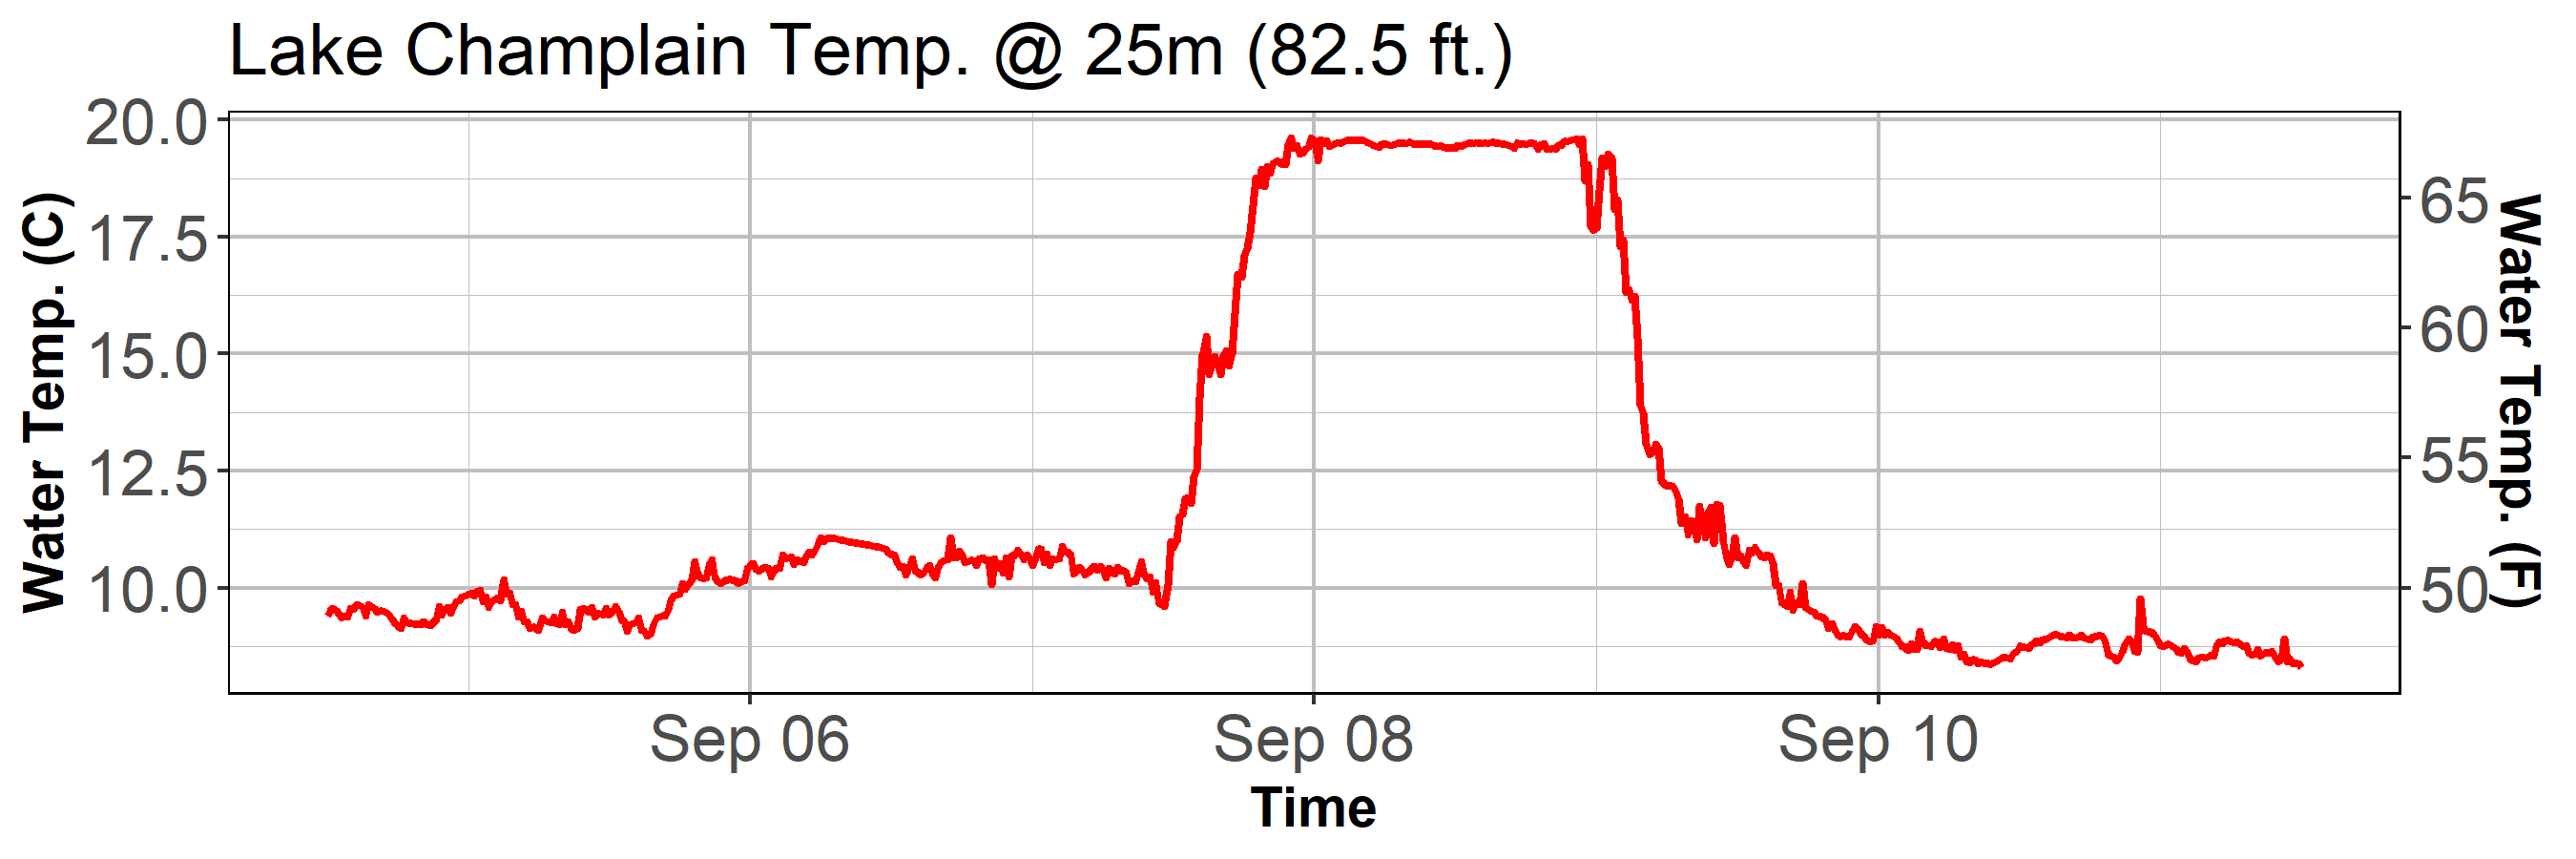 Lake Champlain Temp. @ 25m (82.5 ft.)
Water Temp. (C)
20.0
17.5
15.0
12.5
10.0
65
60
55
50
Water Temp. (F)
Sep 06
Sep 08
Sep 10
Time